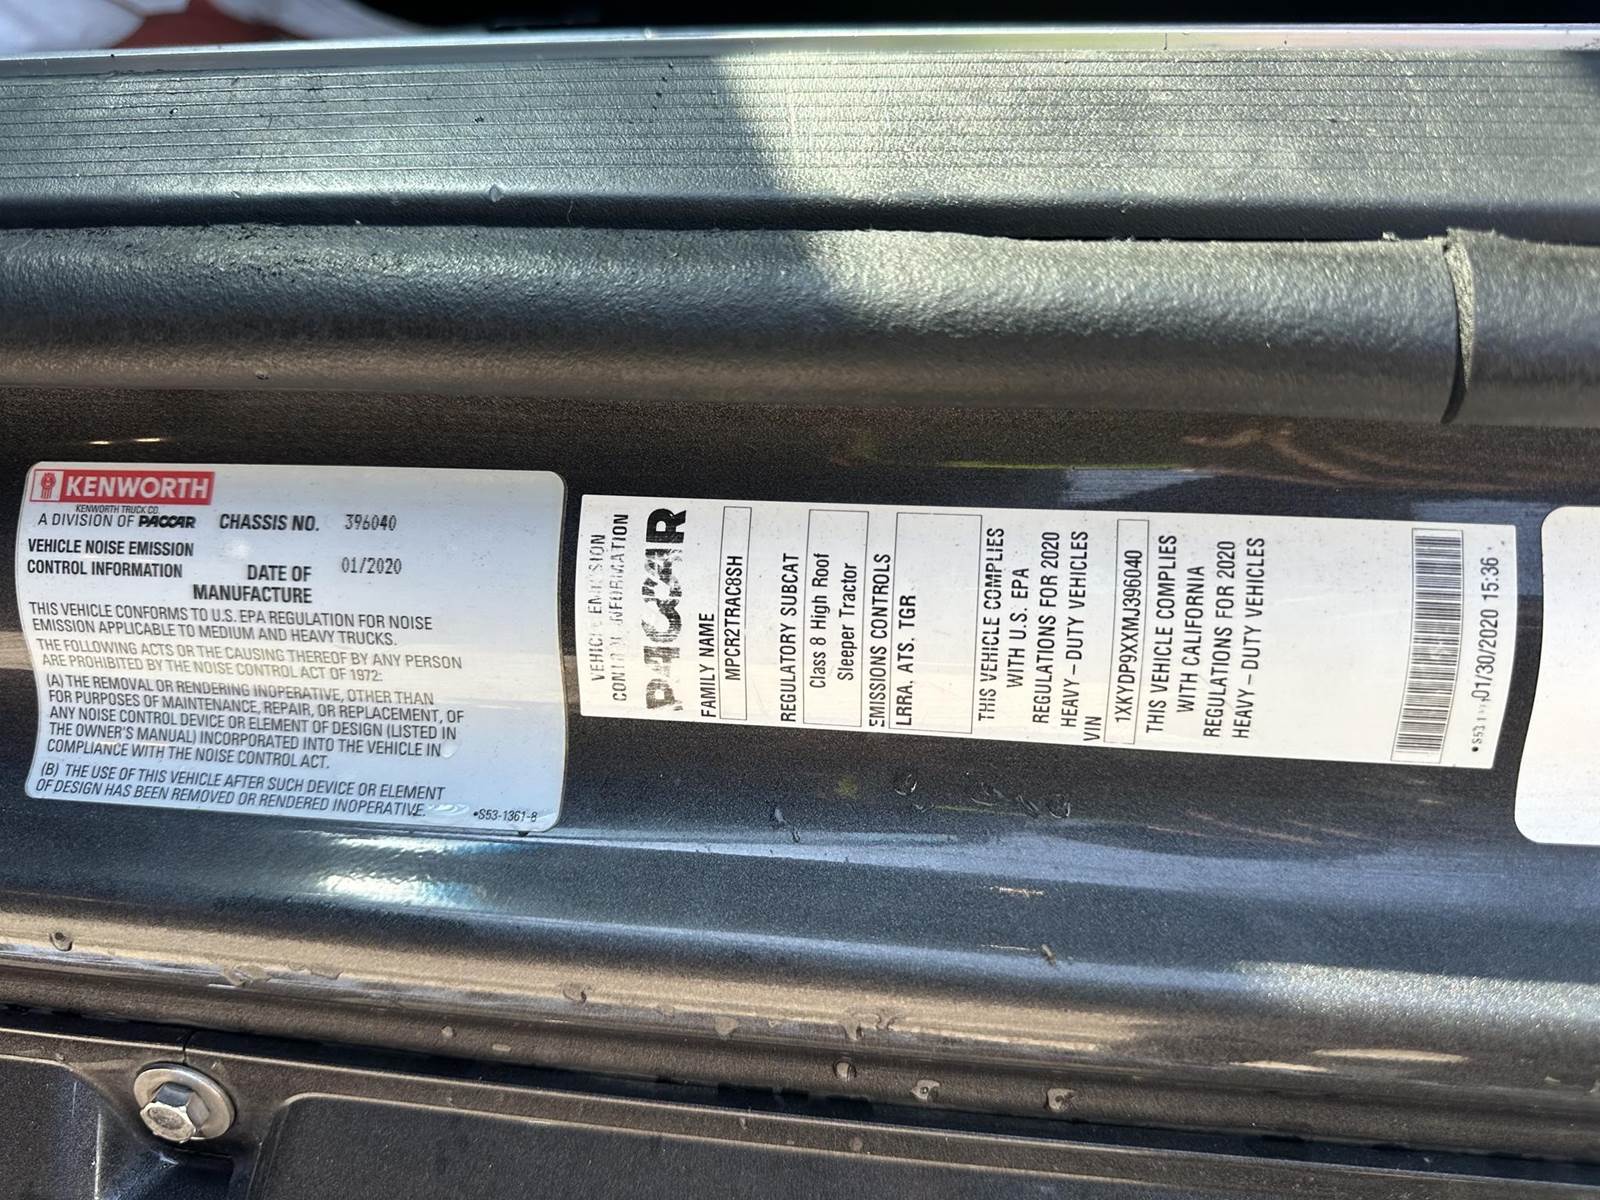 KENWORTH
KENWORTH TRUCK CO.
A DIVISION OF PACCAR
CHASSIS NO. 396040
VEHICLE NOISE EMISSION
CONTROL INFORMATION
DATE OF
MANUFACTURE
01/2020
THIS VEHICLE CONFORMS TO U.S. EPA REGULATION FOR NOISE
EMISSION APPLICABLE TO MEDIUM AND HEAVY TRUCKS.
THE FOLLOWING ACTS OR THE CAUSING THEREOF BY ANY PERSON
ARE PROHIBITED BY THE NOISE CONTROL ACT OF 1972:
(A) THE REMOVAL OR RENDERING INOPERATIVE, OTHER THAN
FOR PURPOSES OF MAINTENANCE, REPAIR, OR REPLACEMENT, OF
ANY NOISE CONTROL DEVICE OR ELEMENT OF DESIGN (LISTED IN
THE OWNER'S MANUAL) INCORPORATED INTO THE VEHICLE IN
COMPLIANCE WITH THE NOISE CONTROL ACT.
(B) THE USE OF THIS VEHICLE AFTER SUCH DEVICE OR ELEMENT
OF DESIGN HAS BEEN REMOVED OR RENDERED INOPERATIVE.
•S53-1361-8
VEHICLE EMISSION
CONTROL INFORMATION
PACCAR
FAMILY NAME
MPCR2TRAC8SH
REGULATORY SUBCAT
Class 8 High Roof
Sleeper Tractor
EMISSIONS CONTROLS
LRRA, ATS, TGR
THIS VEHICLE COMPLIES
WITH U.S. EPA
REGULATIONS FOR 2020
HEAVY-DUTY VEHICLES
VIN
1XKYDP9XXMJ396040
THIS VEHICLE COMPLIES
WITH CALIFORNIA
REGULATIONS FOR 2020
HEAVY-DUTY VEHICLES
01/30/2020 15:36